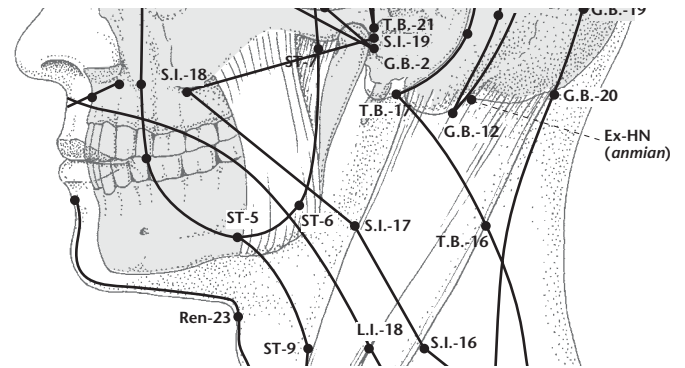 G.B.-19
T.B.-21
S.I.-19
ST-7
G.B.-2
S.I.-18
T.B.-17
G.B.-20
G.B.-12
Ex-HN
(anmian)
ST-5
ST-6
S.I.-17
T.B.-16
Ren-23
L.I.-18
ST-9
S.I.-16